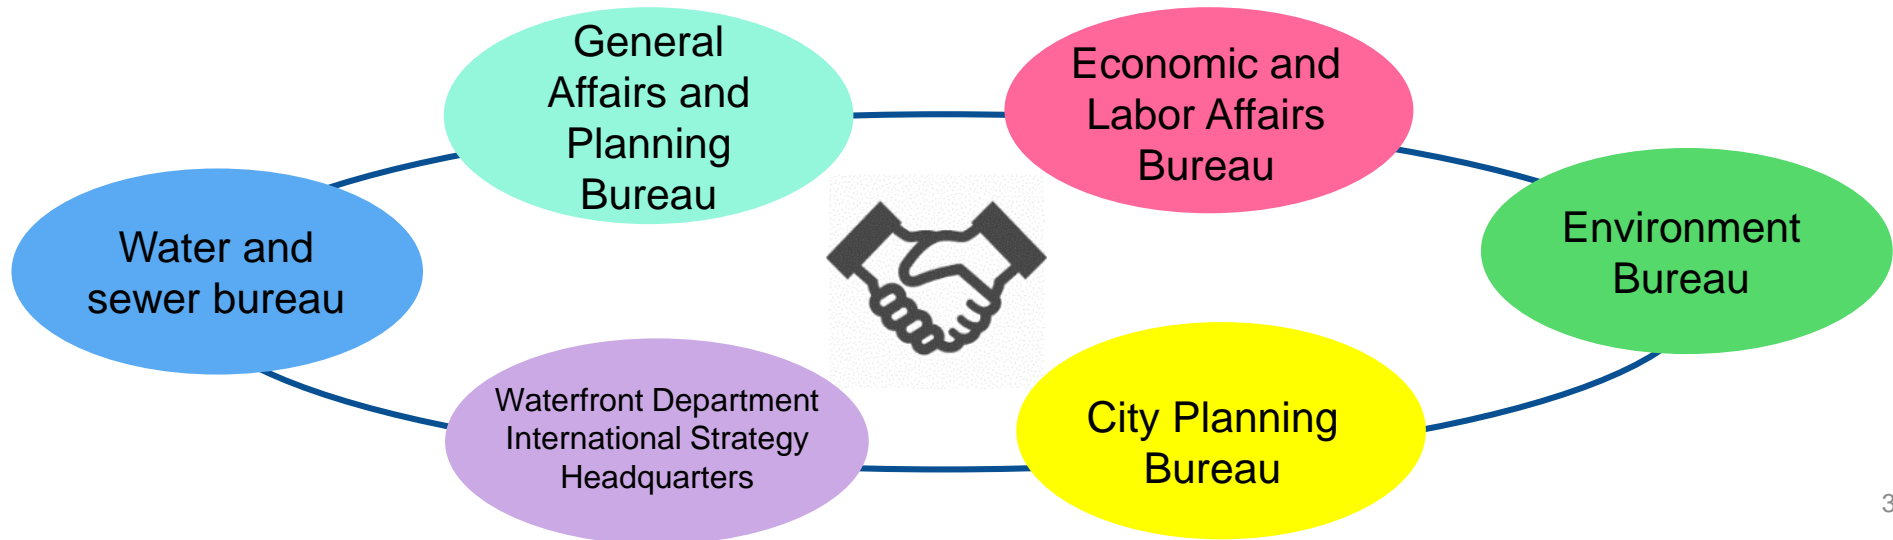 General
Affairs and
Planning
Bureau
Economic and
Labor Affairs
Bureau
Water and
sewer bureau
Environment
Bureau
Waterfront Department
International Strategy
Headquarters
City Planning
Bureau
3